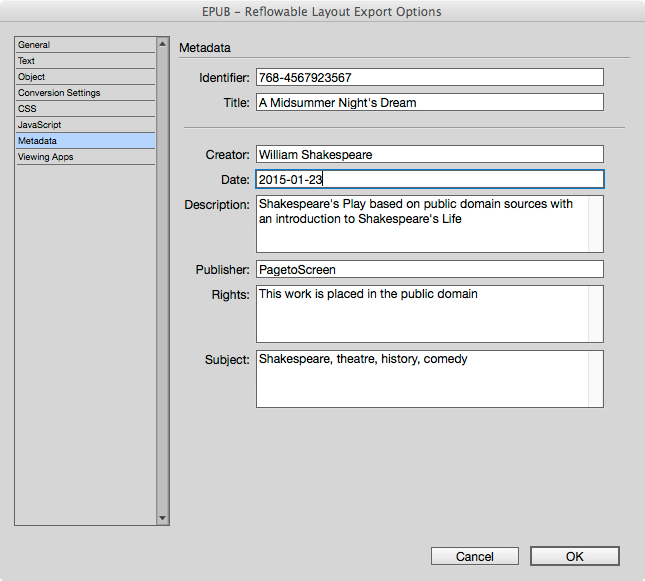 EPUB – Reflowable Layout Export Options
General
Text
Object
Conversion Settings
CSS
JavaScript
Metadata
Viewing Apps
Metadata
Identifier: 768-4567923567
Title: A Midsummer Night's Dream
Creator: William Shakespeare
Date: 2015-01-23
Description: Shakespeare's Play based on public domain sources with
an introduction to Shakespeare's Life
Publisher: PagetoScreen
Rights: This work is placed in the public domain
Subject: Shakespeare, theatre, history, comedy
Cancel OK